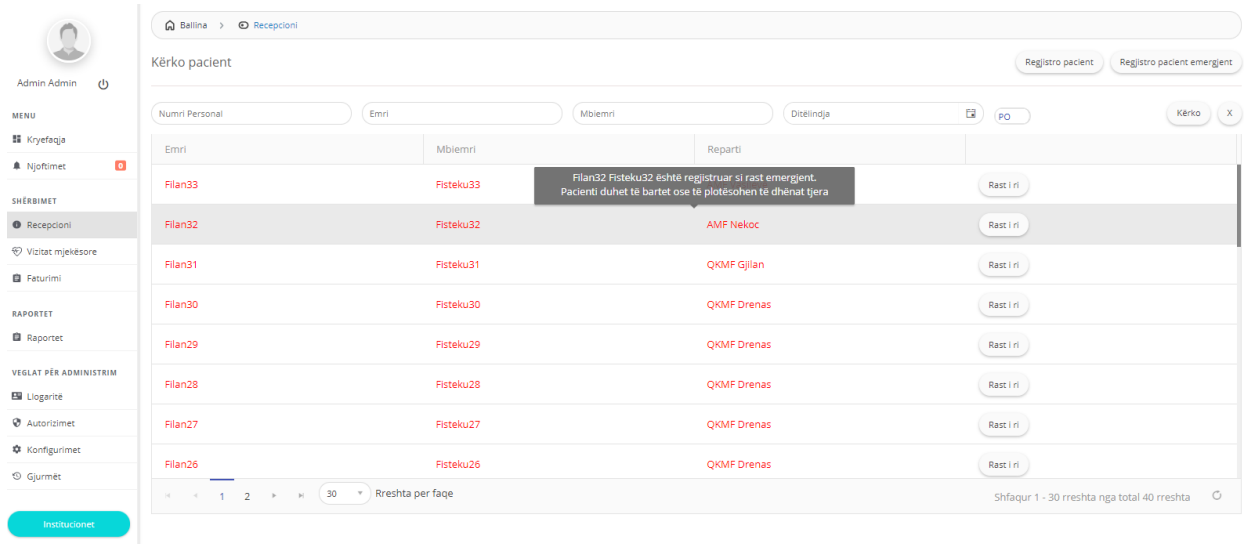 Ballina > Recepcioni
Admin Admin
Kërko pacient
Regjistro pacient
Regjistro pacient emergjent
MENU
Kryefaqja
Njoftimet 0
SHËRBIMET
Recepcioni
Vizitat mjekësore
Faturimi
RAPORTET
Raportet
VEGLAT PËR ADMINISTRIM
Llogaritë
Autorizimet
Konfigurimet
Gjurmët
Institucionet
Numri Personal
Emri
Mbiemri
Ditëlindja
PO
Kërko
X
Emri Mbiemri Reparti
Filan33 Fisteku33 Rast i ri
Filan32 Fisteku32 është regjistruar si rast emergjent.
Pacienti duhet të bartet ose të plotësohen të dhënat tjera
Filan32 Fisteku32 AMF Nekoc Rast i ri
Filan31 Fisteku31 QKMF Gjilan Rast i ri
Filan30 Fisteku30 QKMF Drenas Rast i ri
Filan29 Fisteku29 QKMF Drenas Rast i ri
Filan28 Fisteku28 QKMF Drenas Rast i ri
Filan27 Fisteku27 QKMF Drenas Rast i ri
Filan26 Fisteku26 QKMF Drenas Rast i ri
1 2 30 Rreshta per faqe
Shfaqur 1 - 30 rreshta nga total 40 rreshta